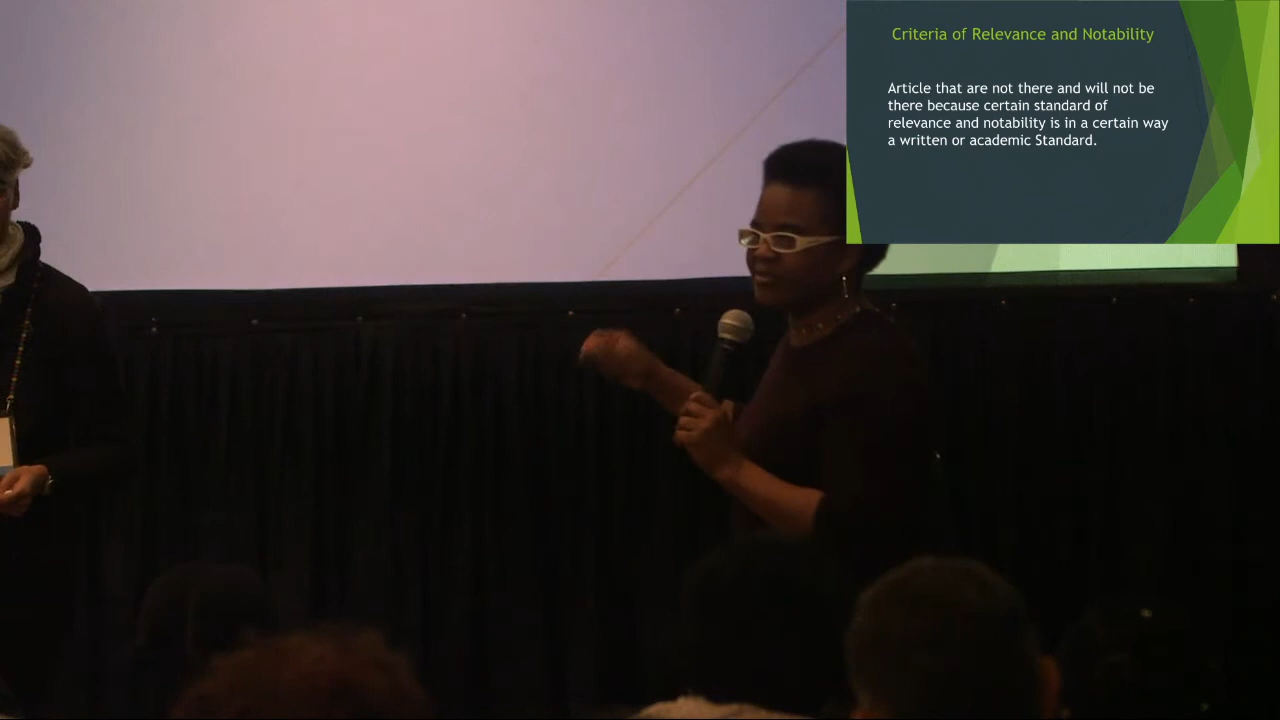 Criteria of Relevance and Notability
Article that are not there and will not be
there because certain standard of
relevance and notability is in a certain way
a written or academic Standard.